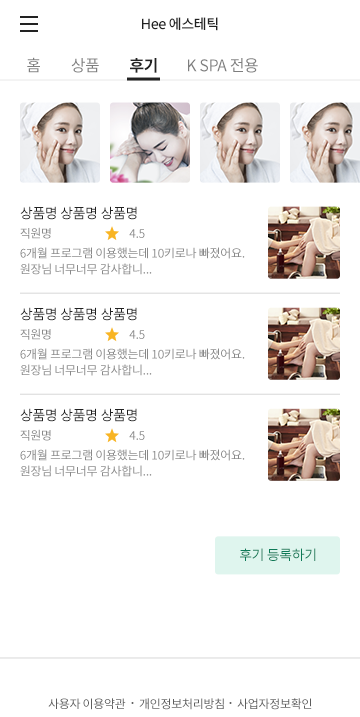 Hee 에스테틱
홈 상품 후기 K SPA 전용
상품명 상품명 상품명
직원명 4.5
6개월 프로그램 이용했는데 10키로나 빠졌어요.
원장님 너무너무 감사합니...
상품명 상품명 상품명
직원명 4.5
6개월 프로그램 이용했는데 10키로나 빠졌어요.
원장님 너무너무 감사합니...
상품명 상품명 상품명
직원명 4.5
6개월 프로그램 이용했는데 10키로나 빠졌어요.
원장님 너무너무 감사합니...
후기 등록하기
사용자 이용약관 · 개인정보처리방침 · 사업자정보확인